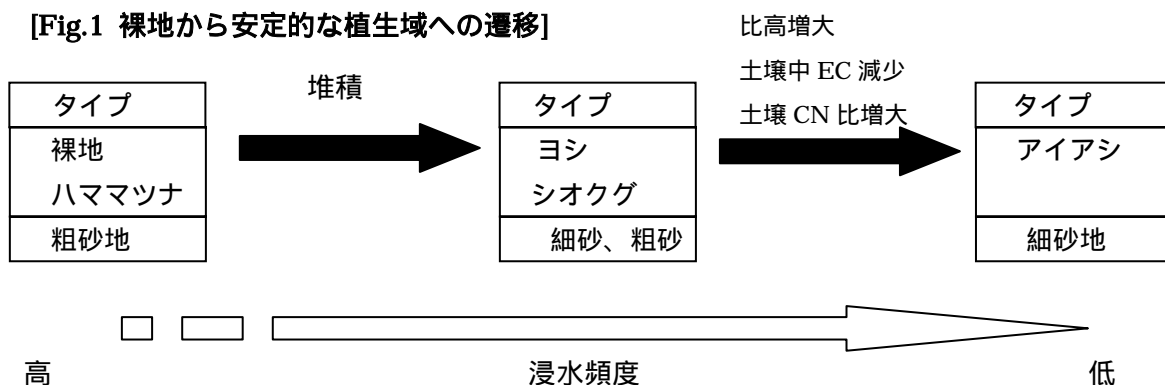 [Fig.1 裸地から安定的な植生域への遷移]
比高増大
土壌中 EC 減少
土壌 CN 比増大
堆積
タイプ
裸地
ハママツナ
粗砂地
タイプ
ヨシ
シオクグ
細砂、粗砂
タイプ
アイアシ
細砂地
高 浸水頻度 低